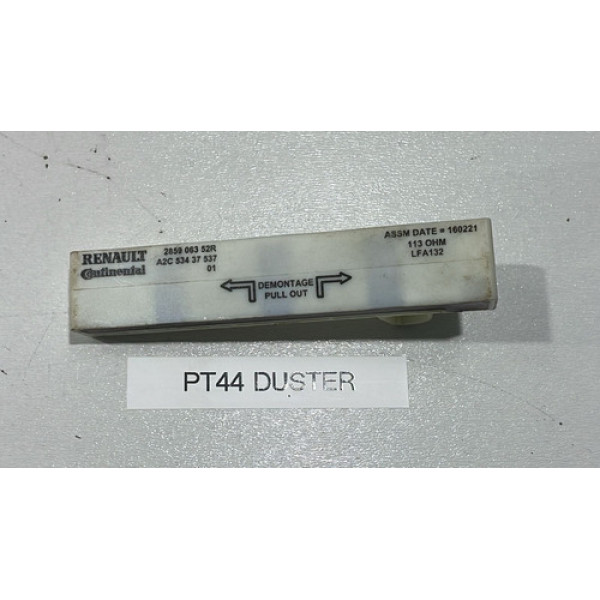 RENAULT
Continental
2859 063 52R
A2C 534 37 537
01
DEMONTAGE
PULL OUT
ASSM DATE = 160221
113 OHM
LFA132
PT44 DUSTER